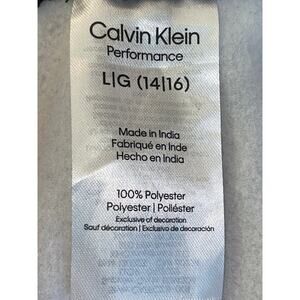 Calvin Klein
Performance
L|G (14|16)
Made in India
Fabriqué en Inde
Hecho en India
100% Polyester
Polyester | Poliéster
Exclusive of decoration
Sauf décoration | Exclusivo de decoración